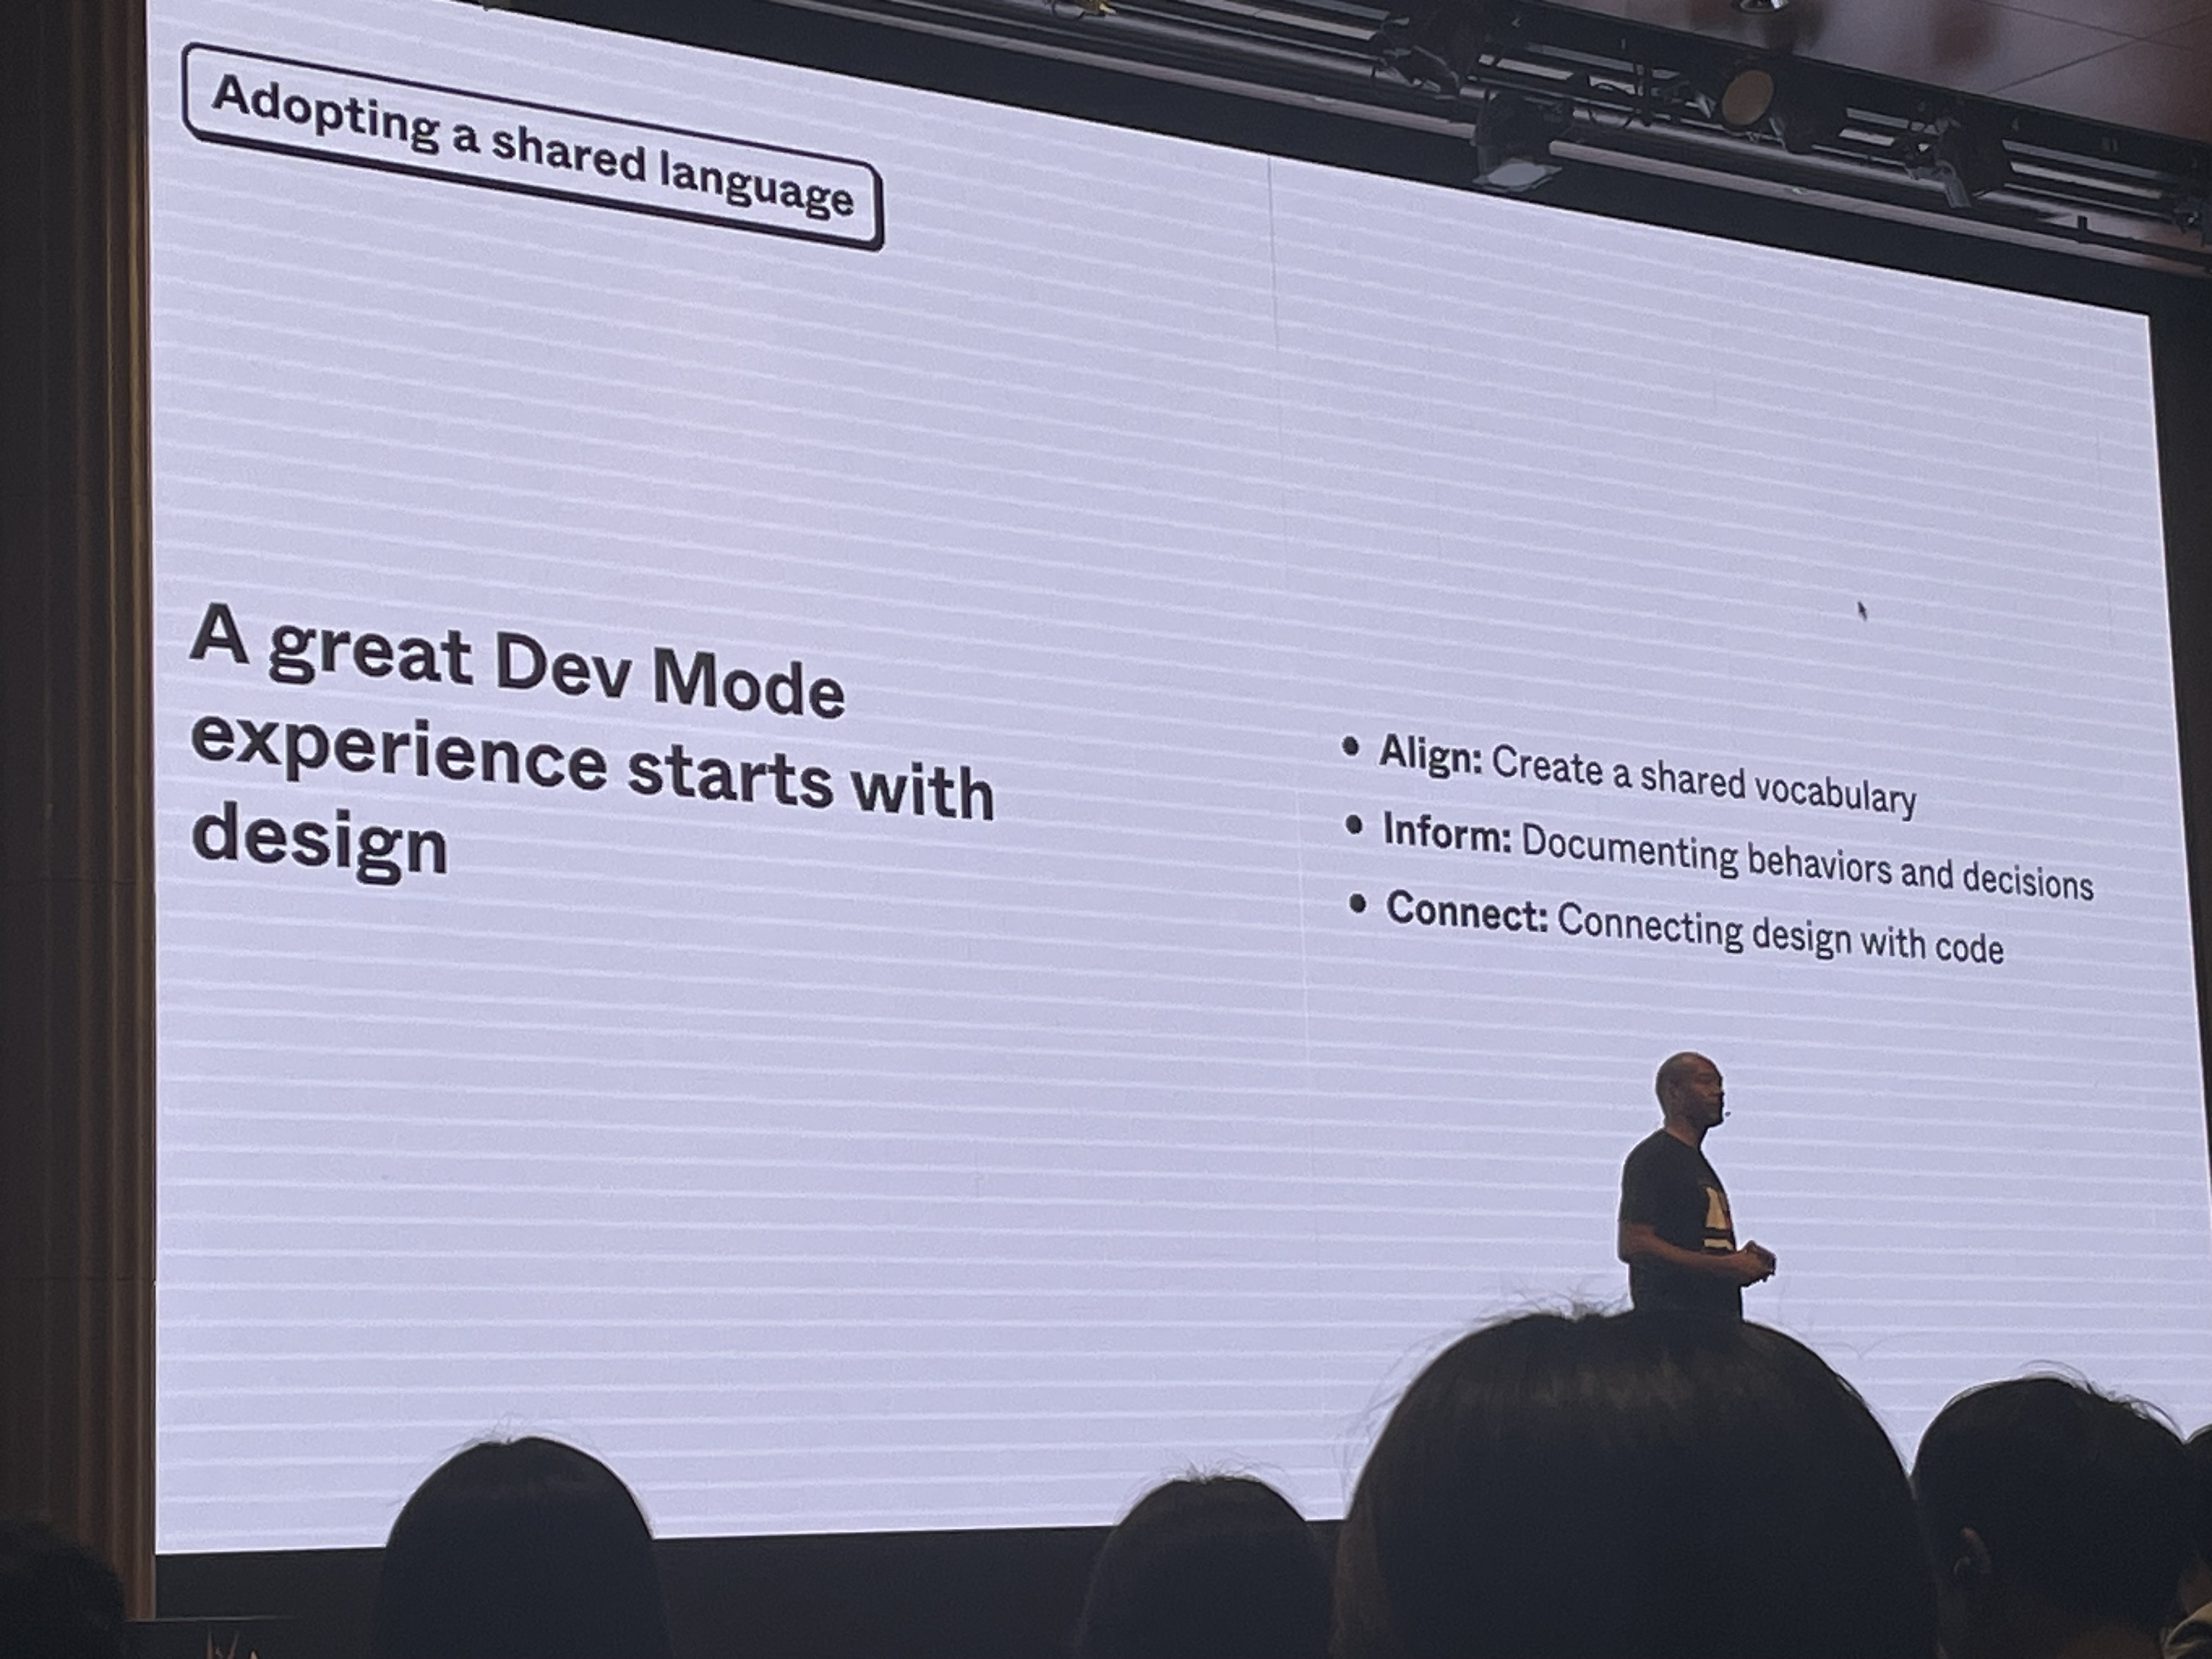 Adopting a shared language
A great Dev Mode
experience starts with
design
• Align: Create a shared vocabulary
• Inform: Documenting behaviors and decisions
• Connect: Connecting design with code